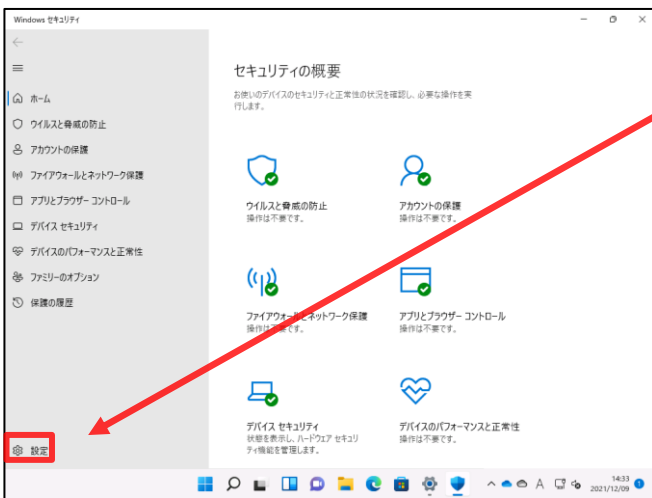 Windows セキュリティ
セキュリティの概要
お使いのデバイスのセキュリティと正常性の状況を確認し、必要な操作を実
行します。
ホーム
ウイルスと脅威の防止
アカウントの保護
ファイアウォールとネットワーク保護
アプリとブラウザー コントロール
デバイス セキュリティ
デバイスのパフォーマンスと正常性
ファミリーのオプション
保護の履歴
設定
ウイルスと脅威の防止
操作は不要です。
アカウントの保護
操作は不要です。
ファイアウォールとネットワーク保護
操作は不要です。
アプリとブラウザー コントロール
操作は不要です。
デバイス セキュリティ
状態を表示し、ハードウェア セキュリ
ティ機能を管理します。
デバイスのパフォーマンスと正常性
操作は不要です。
A
14:33
2021/12/09
1